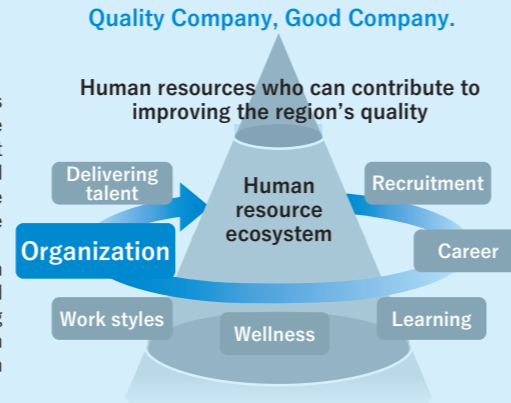 Quality Company, Good Company.
Human resources who can contribute to
improving the region's quality
Delivering
talent
Human
resource
ecosystem
Recruitment
Organization
Career
Work styles
Wellness
Learning